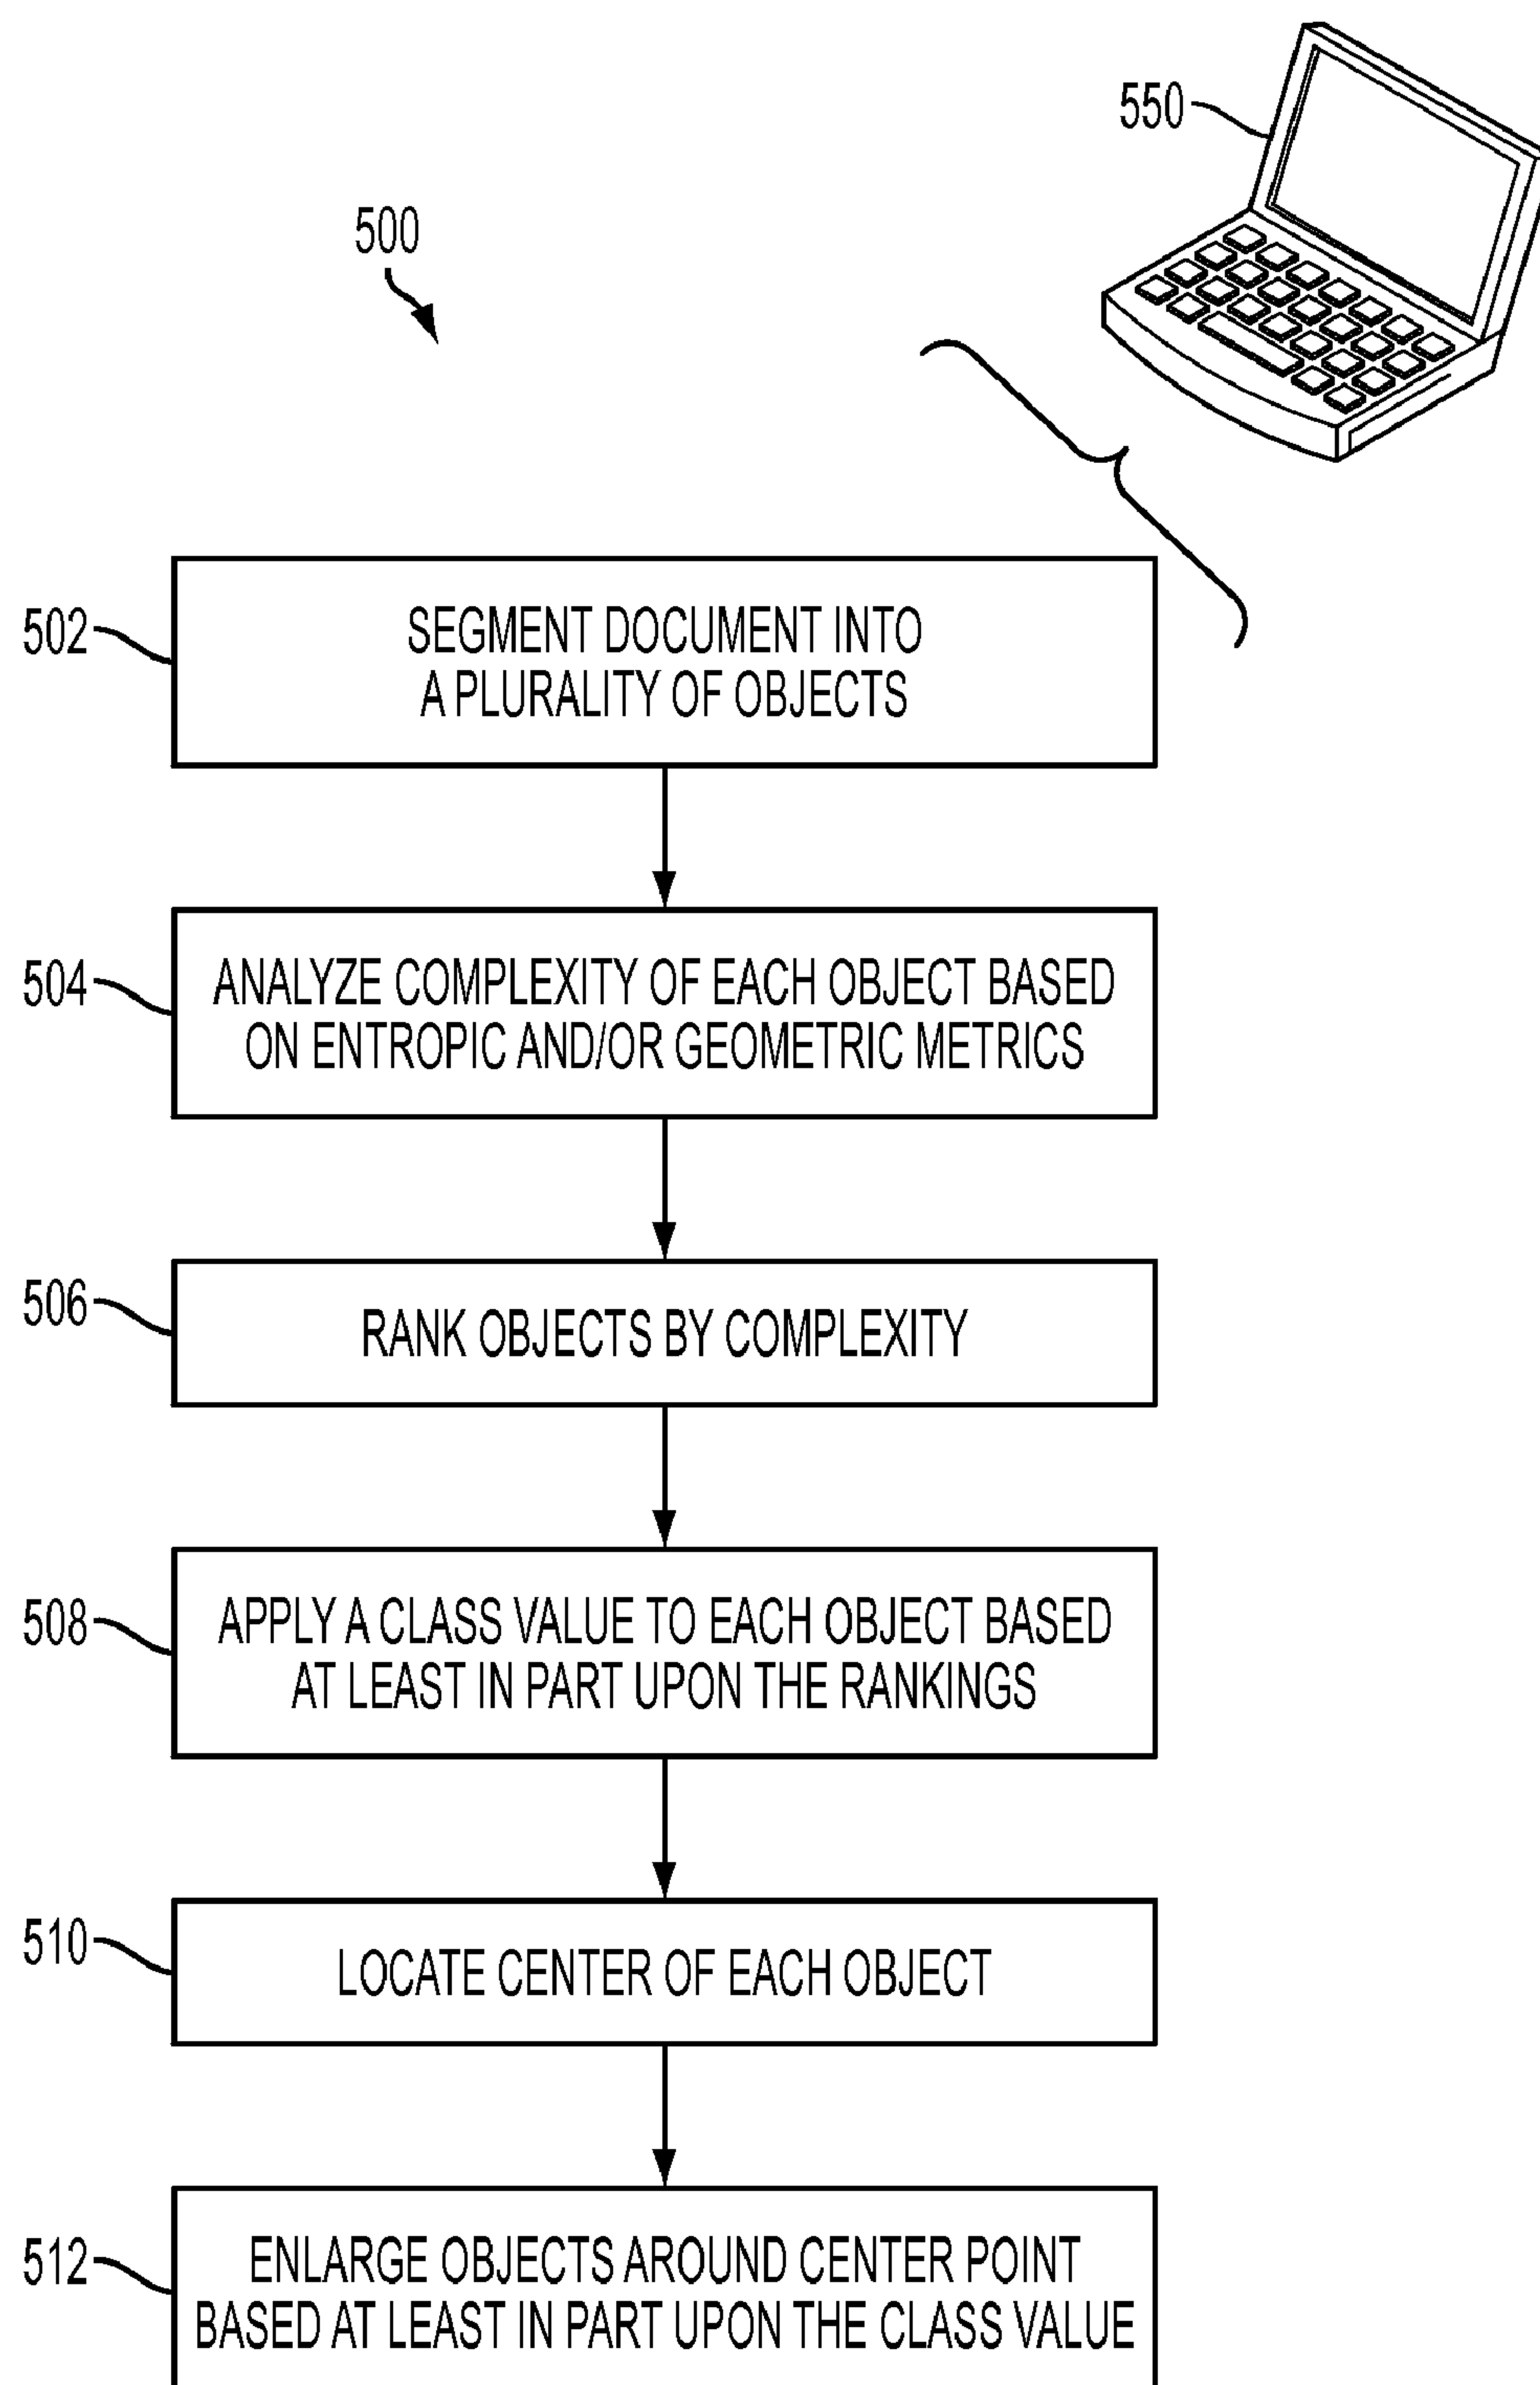 550
500
502
SEGMENT DOCUMENT INTO
A PLURALITY OF OBJECTS
504
ANALYZE COMPLEXITY OF EACH OBJECT BASED
ON ENTROPIC AND/OR GEOMETRIC METRICS
506
RANK OBJECTS BY COMPLEXITY
508
APPLY A CLASS VALUE TO EACH OBJECT BASED
AT LEAST IN PART UPON THE RANKINGS
510
LOCATE CENTER OF EACH OBJECT
512
ENLARGE OBJECTS AROUND CENTER POINT
BASED AT LEAST IN PART UPON THE CLASS VALUE